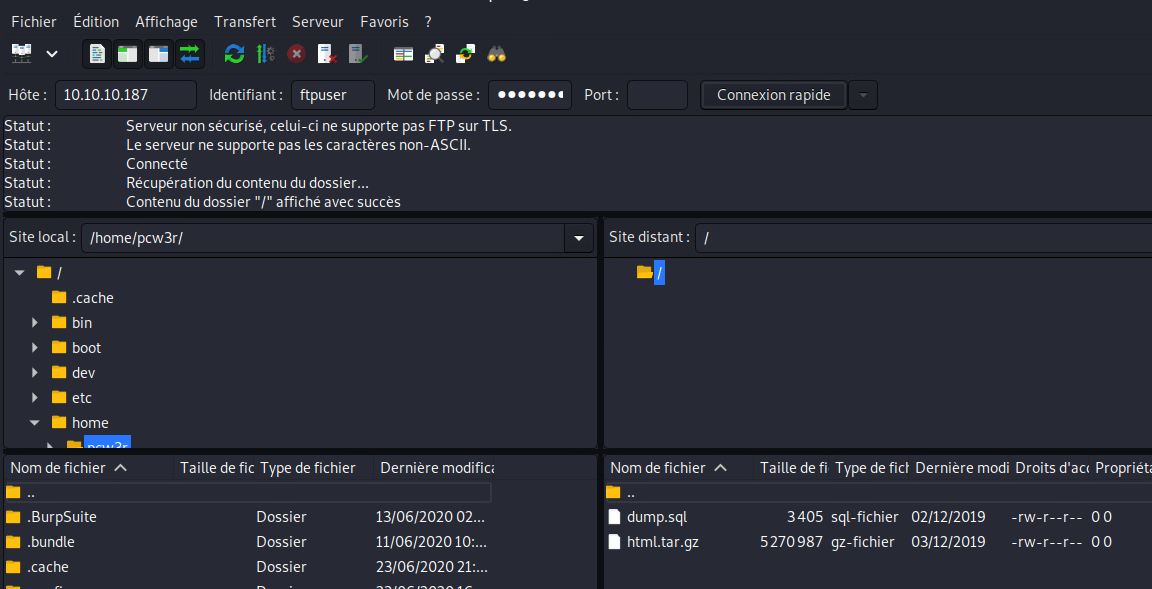 Fichier Édition Affichage Transfert Serveur Favoris ?
Hôte : 10.10.10.187 Identifiant : ftpuser Mot de passe : ●●●●●●● Port : Connexion rapide
Statut : Serveur non sécurisé, celui-ci ne supporte pas FTP sur TLS.
Statut : Le serveur ne supporte pas les caractères non-ASCII.
Statut : Connecté
Statut : Récupération du contenu du dossier...
Statut : Contenu du dossier "/" affiché avec succès
Site local : /home/pcw3r/
/
.cache
bin
boot
dev
etc
home
pcw3r
Site distant : /
/
Nom de fichier Taille de fic Type de fichier Dernière modifica
..
.BurpSuite Dossier 13/06/2020 02...
.bundle Dossier 11/06/2020 10:...
.cache Dossier 23/06/2020 21:...
Nom de fichier Taille de fi Type de fich Dernière modi Droits d'acc Propriéta
..
dump.sql 3 405 sql-fichier 02/12/2019 -rw-r--r-- 0 0
html.tar.gz 5 270 987 gz-fichier 03/12/2019 -rw-r--r-- 0 0